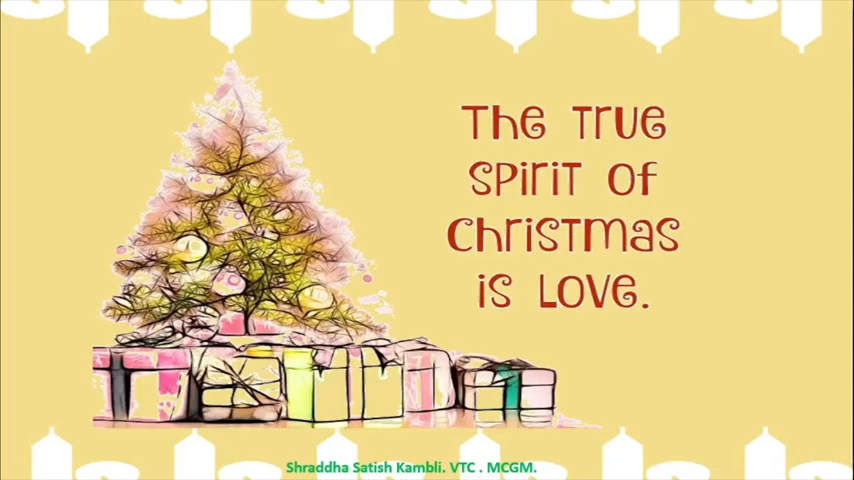 The True
Spirit of
Christmas
is Love.
Shraddha Satish Kambli. VTC . MCGM.